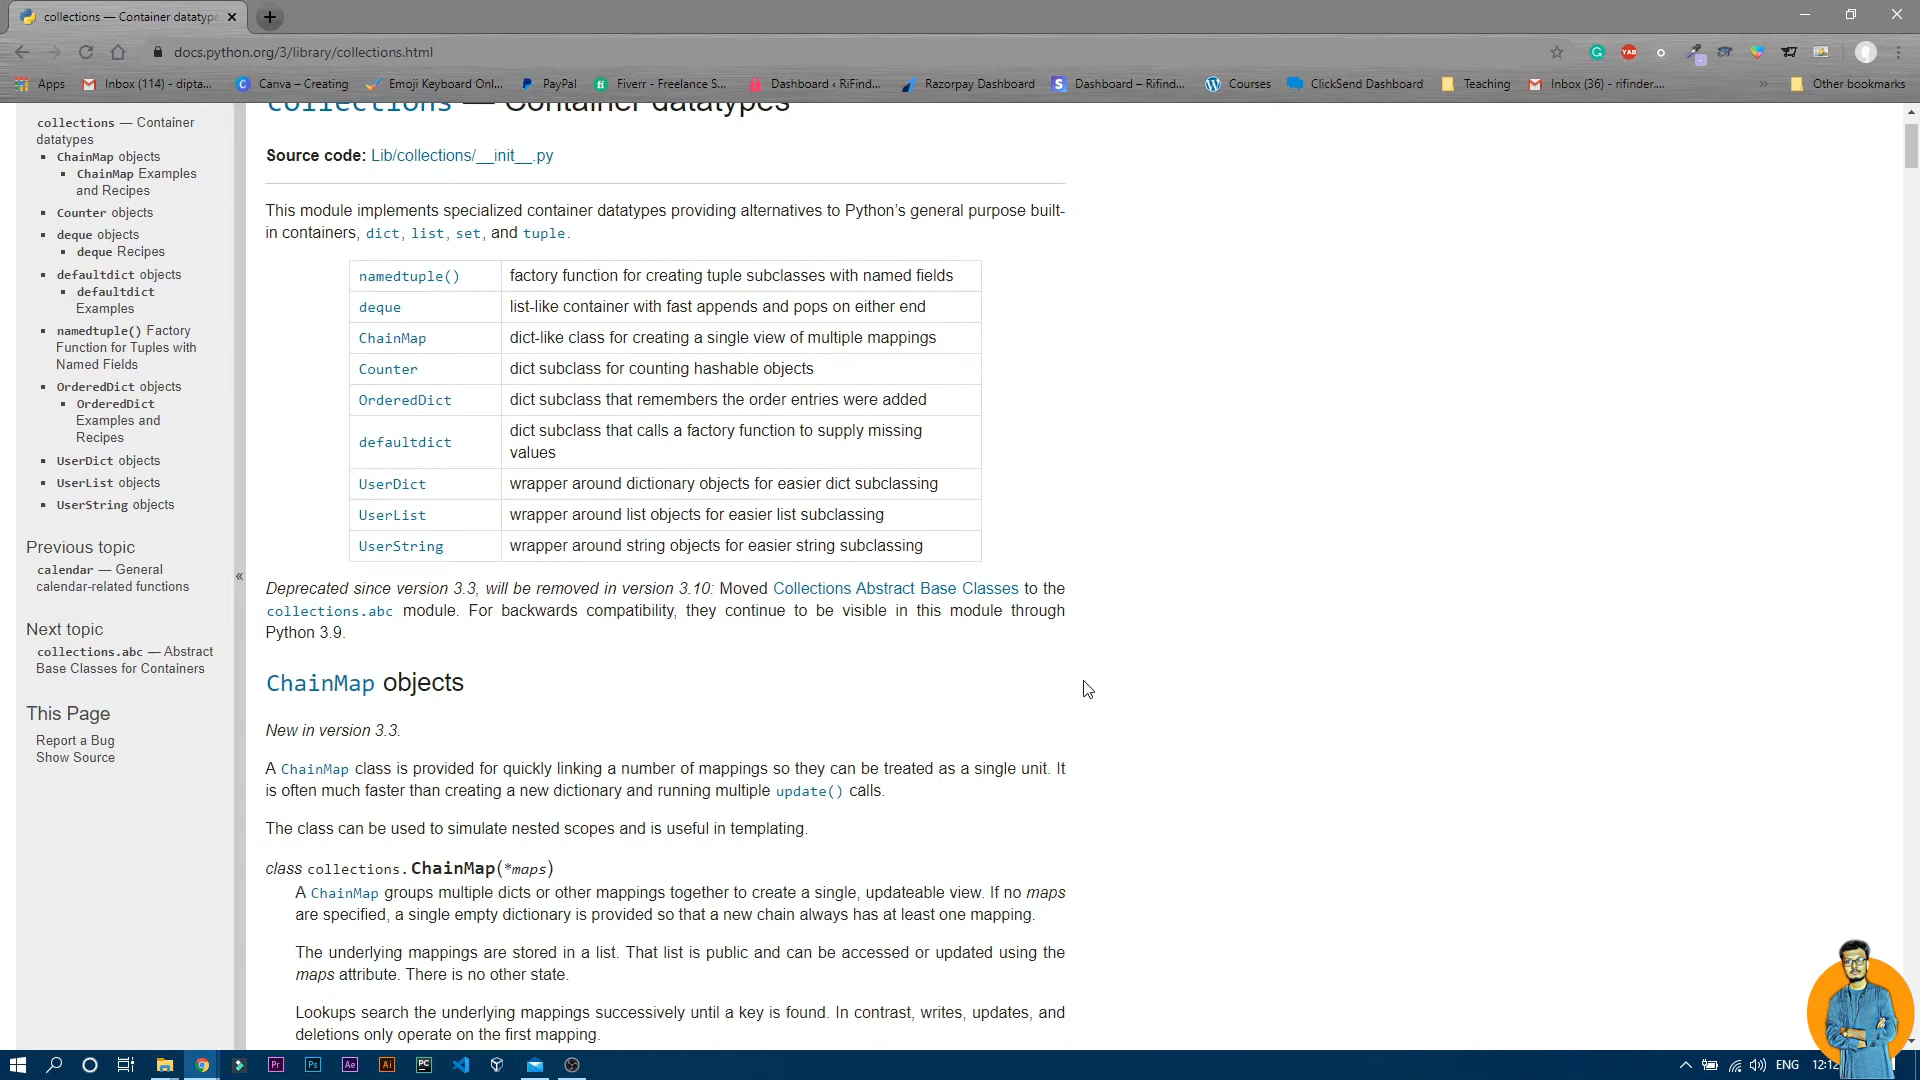 collections — Container datatype
docs.python.org/3/library/collections.html
Apps
Inbox (114) - dipta...
Canva – Creating
Emoji Keyboard Onl...
PayPal
Fiverr - Freelance S...
Dashboard ‹ RiFind...
Razorpay Dashboard
Dashboard – Rifind...
Courses
ClickSend Dashboard
Teaching
Inbox (36) - rifinder....
»
Other bookmarks
collections — Container
datatypes
ChainMap objects
ChainMap Examples
and Recipes
Counter objects
deque objects
deque Recipes
defaultdict objects
defaultdict
Examples
namedtuple() Factory
Function for Tuples with
Named Fields
OrderedDict objects
OrderedDict
Examples and
Recipes
UserDict objects
UserList objects
UserString objects
Previous topic
calendar — General
calendar-related functions
Next topic
collections.abc — Abstract
Base Classes for Containers
This Page
Report a Bug
Show Source
«
collections — Container datatypes
Source code: Lib/collections/__init__.py
This module implements specialized container datatypes providing alternatives to Python's general purpose built-
in containers, dict, list, set, and tuple.
namedtuple() factory function for creating tuple subclasses with named fields
deque list-like container with fast appends and pops on either end
ChainMap dict-like class for creating a single view of multiple mappings
Counter dict subclass for counting hashable objects
OrderedDict dict subclass that remembers the order entries were added
defaultdict dict subclass that calls a factory function to supply missing
values
UserDict wrapper around dictionary objects for easier dict subclassing
UserList wrapper around list objects for easier list subclassing
UserString wrapper around string objects for easier string subclassing
Deprecated since version 3.3, will be removed in version 3.10: Moved Collections Abstract Base Classes to the
collections.abc module. For backwards compatibility, they continue to be visible in this module through
Python 3.9.
ChainMap objects
New in version 3.3.
A ChainMap class is provided for quickly linking a number of mappings so they can be treated as a single unit. It
is often much faster than creating a new dictionary and running multiple update() calls.
The class can be used to simulate nested scopes and is useful in templating.
class collections.ChainMap(*maps)
A ChainMap groups multiple dicts or other mappings together to create a single, updateable view. If no maps
are specified, a single empty dictionary is provided so that a new chain always has at least one mapping.
The underlying mappings are stored in a list. That list is public and can be accessed or updated using the
maps attribute. There is no other state.
Lookups search the underlying mappings successively until a key is found. In contrast, writes, updates, and
deletions only operate on the first mapping.
Pr
Ps
Ae
Ai
PC
ENG